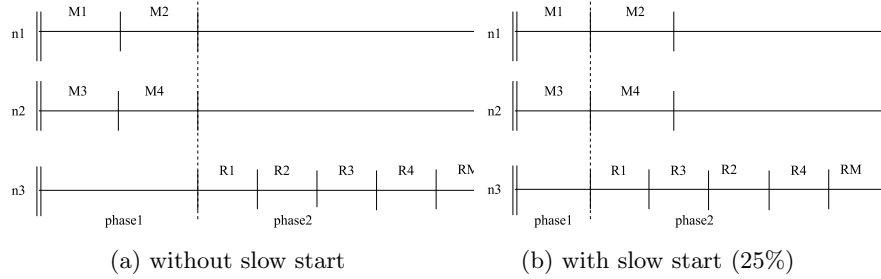 M1 M2
n1
M3 M4
n2
R1 R2 R3 R4 RM
n3
phase1 phase2
(a) without slow start
M1 M2
n1
M3 M4
n2
R1 R3 R2 R4 RM
n3
phase1 phase2
(b) with slow start (25%)